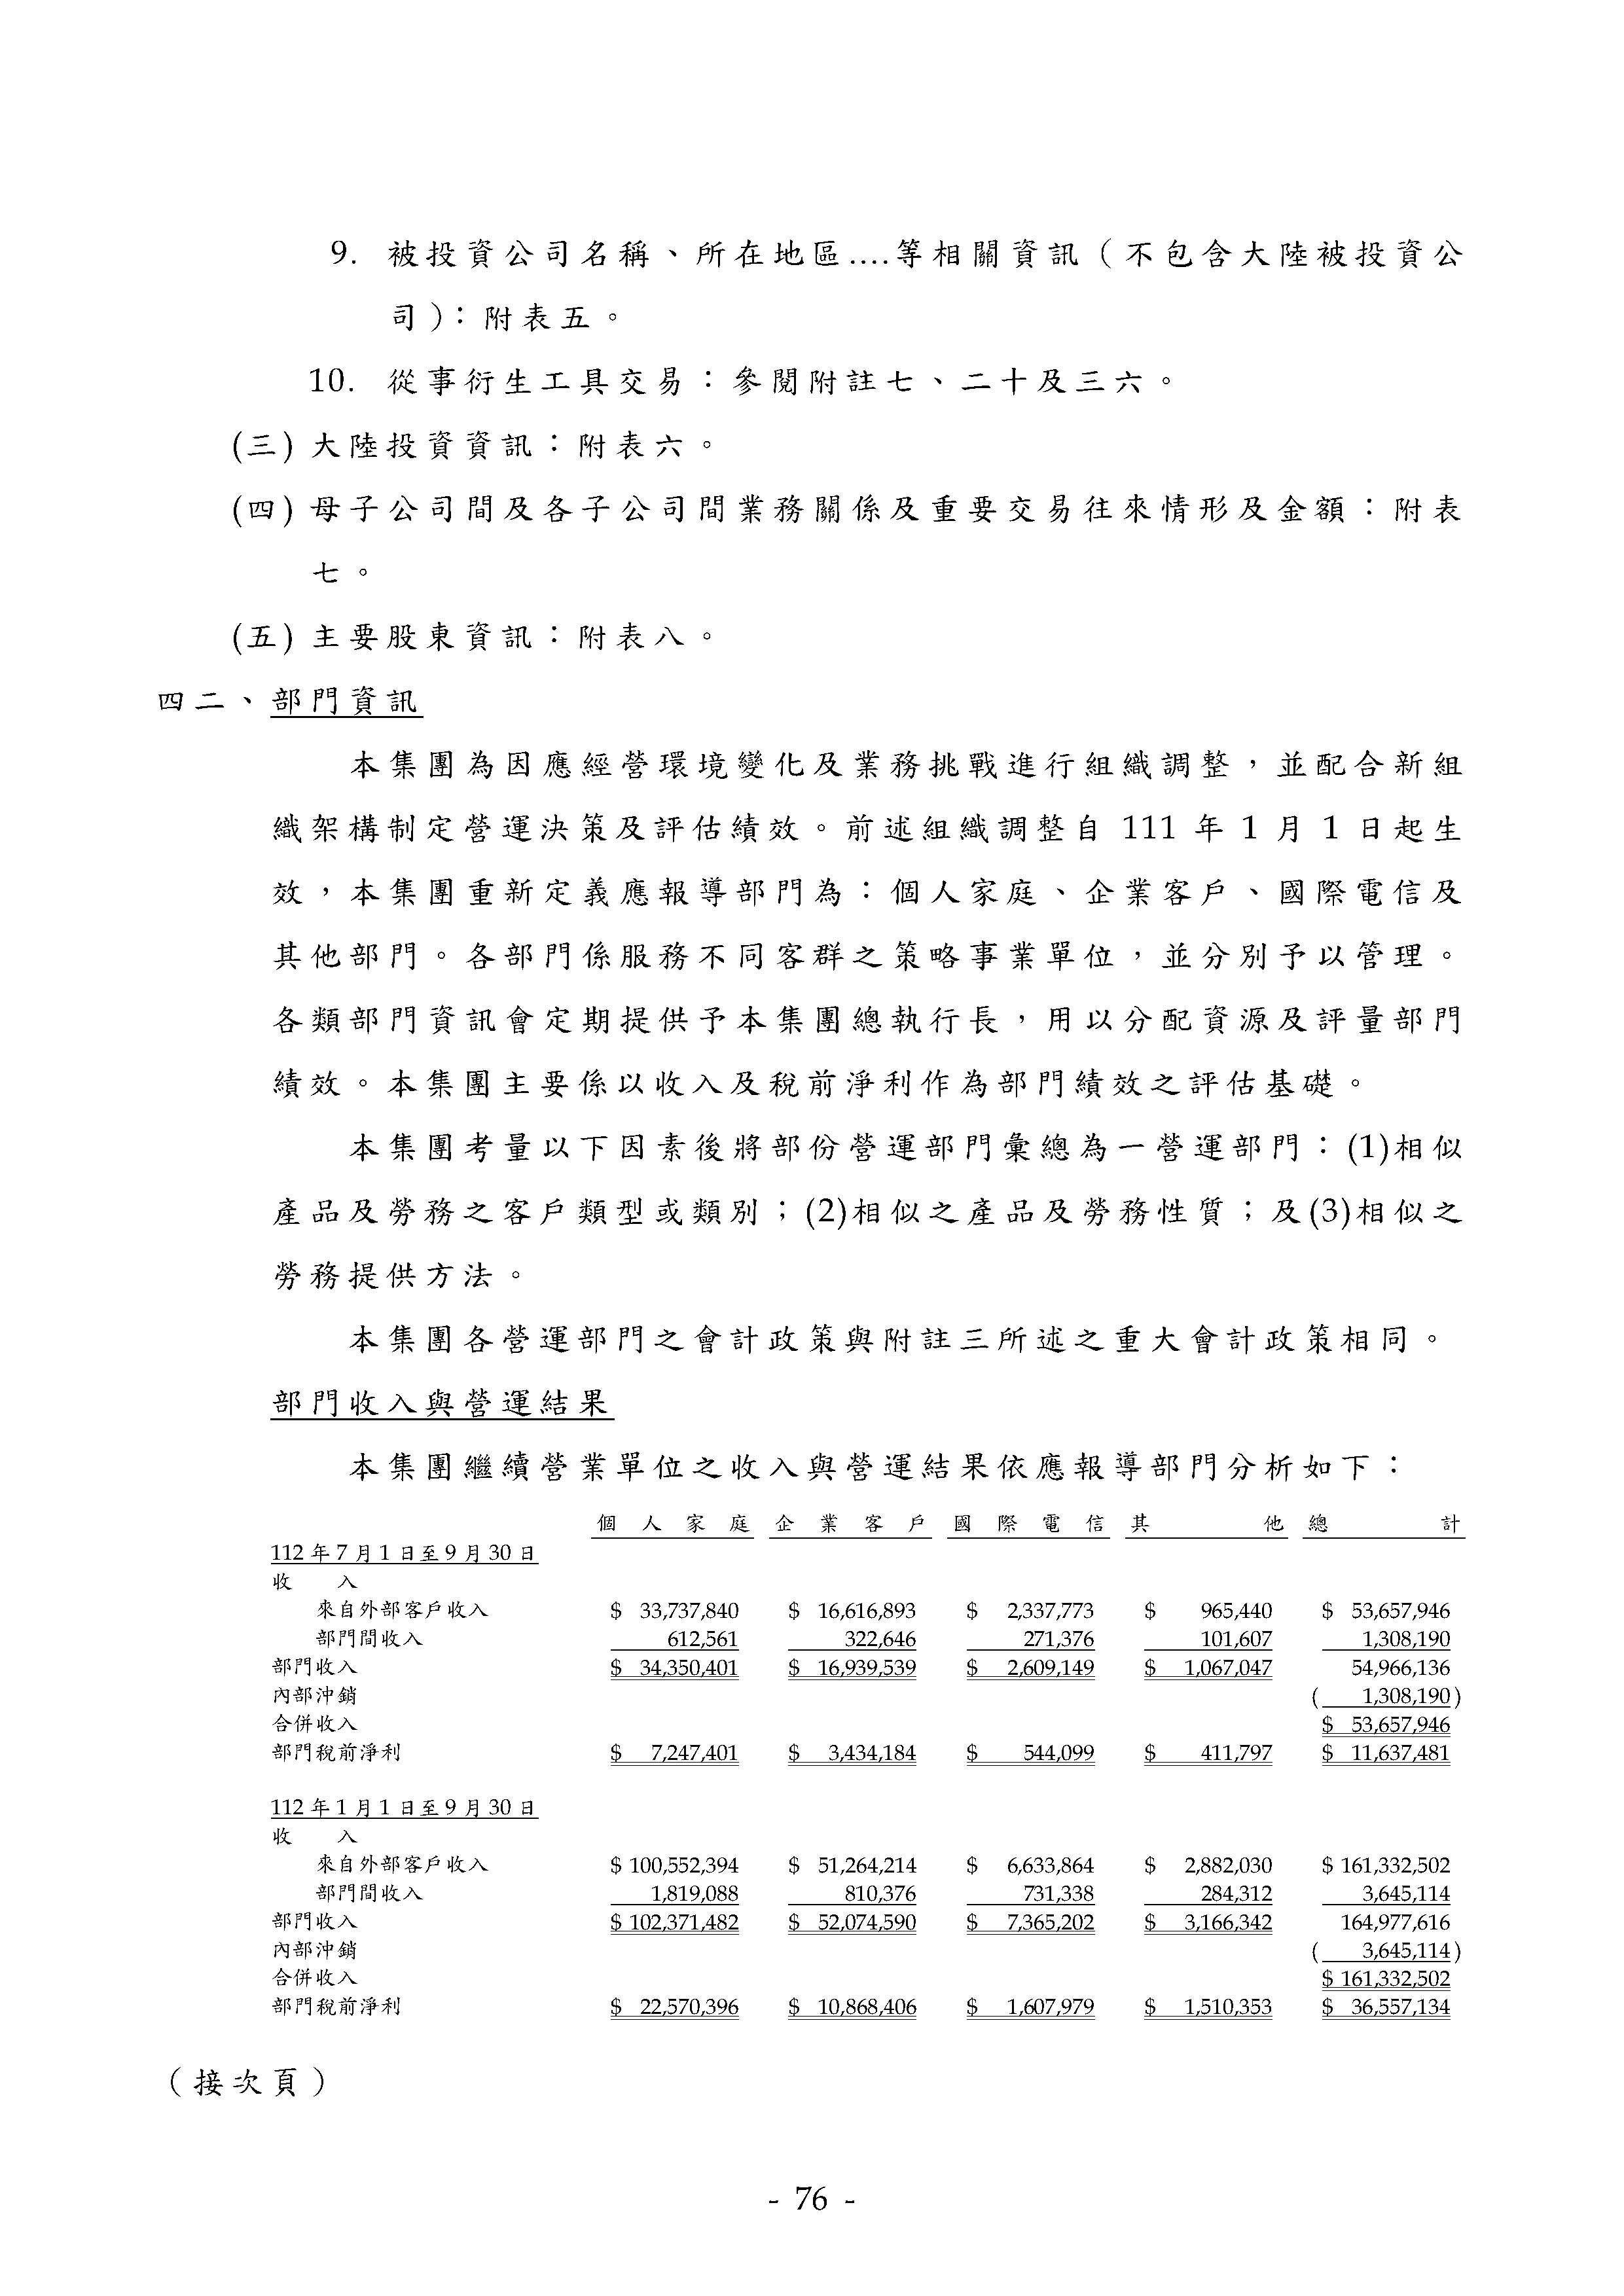 9. 被投資公司名稱、所在地區....等相關資訊（不包含大陸被投資公
司）：附表五。
10. 從事衍生工具交易：參閱附註七、二十及三六。
(三) 大陸投資資訊：附表六。
(四) 母子公司間及各子公司間業務關係及重要交易往來情形及金額：附表
七。
(五) 主要股東資訊：附表八。
四二、部門資訊
本集團為因應經營環境變化及業務挑戰進行組織調整，並配合新組
織架構制定營運決策及評估績效。前述組織調整自 111 年 1 月 1 日起生
效，本集團重新定義應報導部門為：個人家庭、企業客戶、國際電信及
其他部門。各部門係服務不同客群之策略事業單位，並分別予以管理。
各類部門資訊會定期提供予本集團總執行長，用以分配資源及評量部門
績效。本集團主要係以收入及稅前淨利作為部門績效之評估基礎。
本集團考量以下因素後將部份營運部門彙總為一營運部門：(1)相似
產品及勞務之客戶類型或類別；(2)相似之產品及勞務性質；及(3)相似之
勞務提供方法。
本集團各營運部門之會計政策與附註三所述之重大會計政策相同。
部門收入與營運結果
本集團繼續營業單位之收入與營運結果依應報導部門分析如下：
個人家庭 企業客戶 國際電信 其他 總計
112 年 7 月 1 日至 9 月 30 日
收 入
來自外部客戶收入 $ 33,737,840 $ 16,616,893 $ 2,337,773 $ 965,440 $ 53,657,946
部門間收入 612,561 322,646 271,376 101,607 1,308,190
部門收入 $ 34,350,401 $ 16,939,539 $ 2,609,149 $ 1,067,047 54,966,136
內部沖銷 ( 1,308,190)
合併收入 $ 53,657,946
部門稅前淨利 $ 7,247,401 $ 3,434,184 $ 544,099 $ 411,797 $ 11,637,481
112 年 1 月 1 日至 9 月 30 日
收 入
來自外部客戶收入 $ 100,552,394 $ 51,264,214 $ 6,633,864 $ 2,882,030 $ 161,332,502
部門間收入 1,819,088 810,376 731,338 284,312 3,645,114
部門收入 $ 102,371,482 $ 52,074,590 $ 7,365,202 $ 3,166,342 164,977,616
內部沖銷 ( 3,645,114)
合併收入 $ 161,332,502
部門稅前淨利 $ 22,570,396 $ 10,868,406 $ 1,607,979 $ 1,510,353 $ 36,557,134
（接次頁）
- 76 -